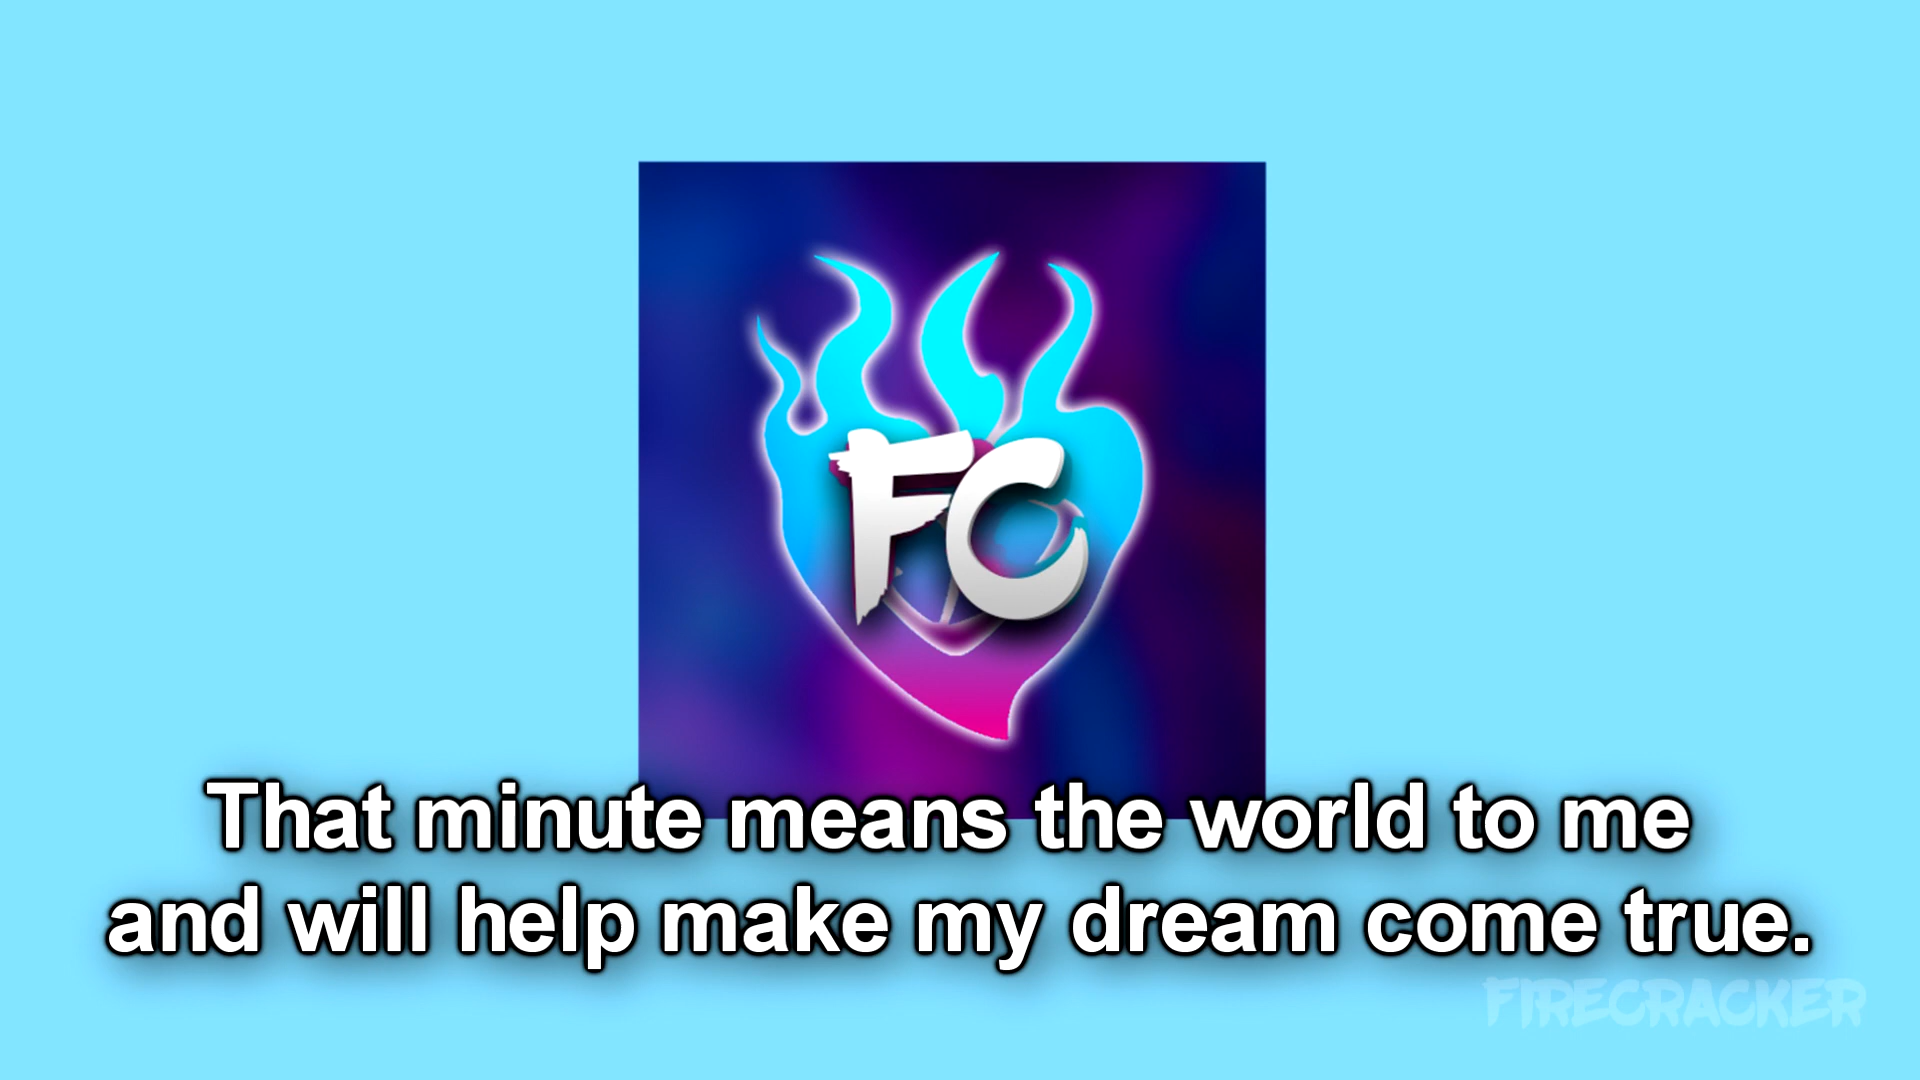 FC
That minute means the world to me
and will help make my dream come true.
FIRECRACKER